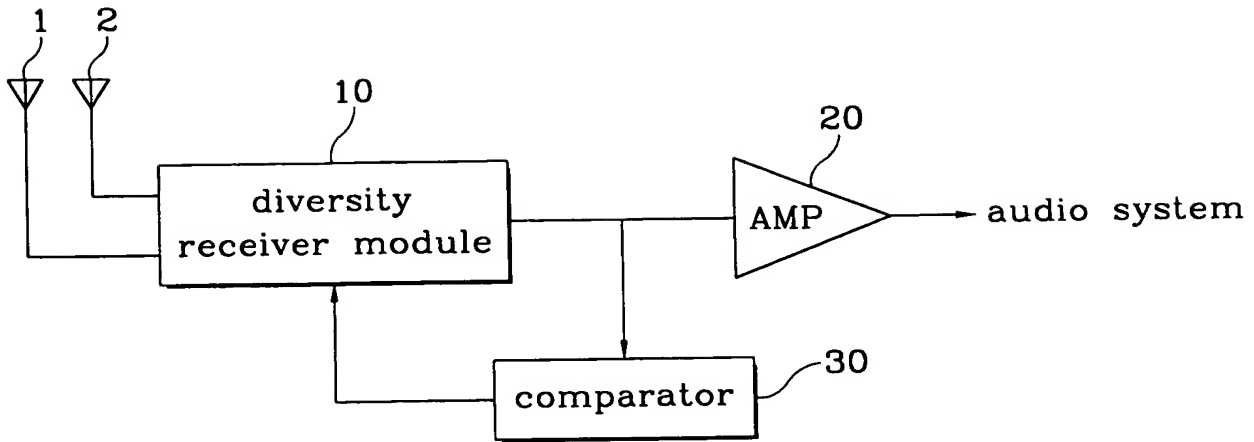 1
2
10
20
diversity
receiver module
AMP
audio system
comparator
30